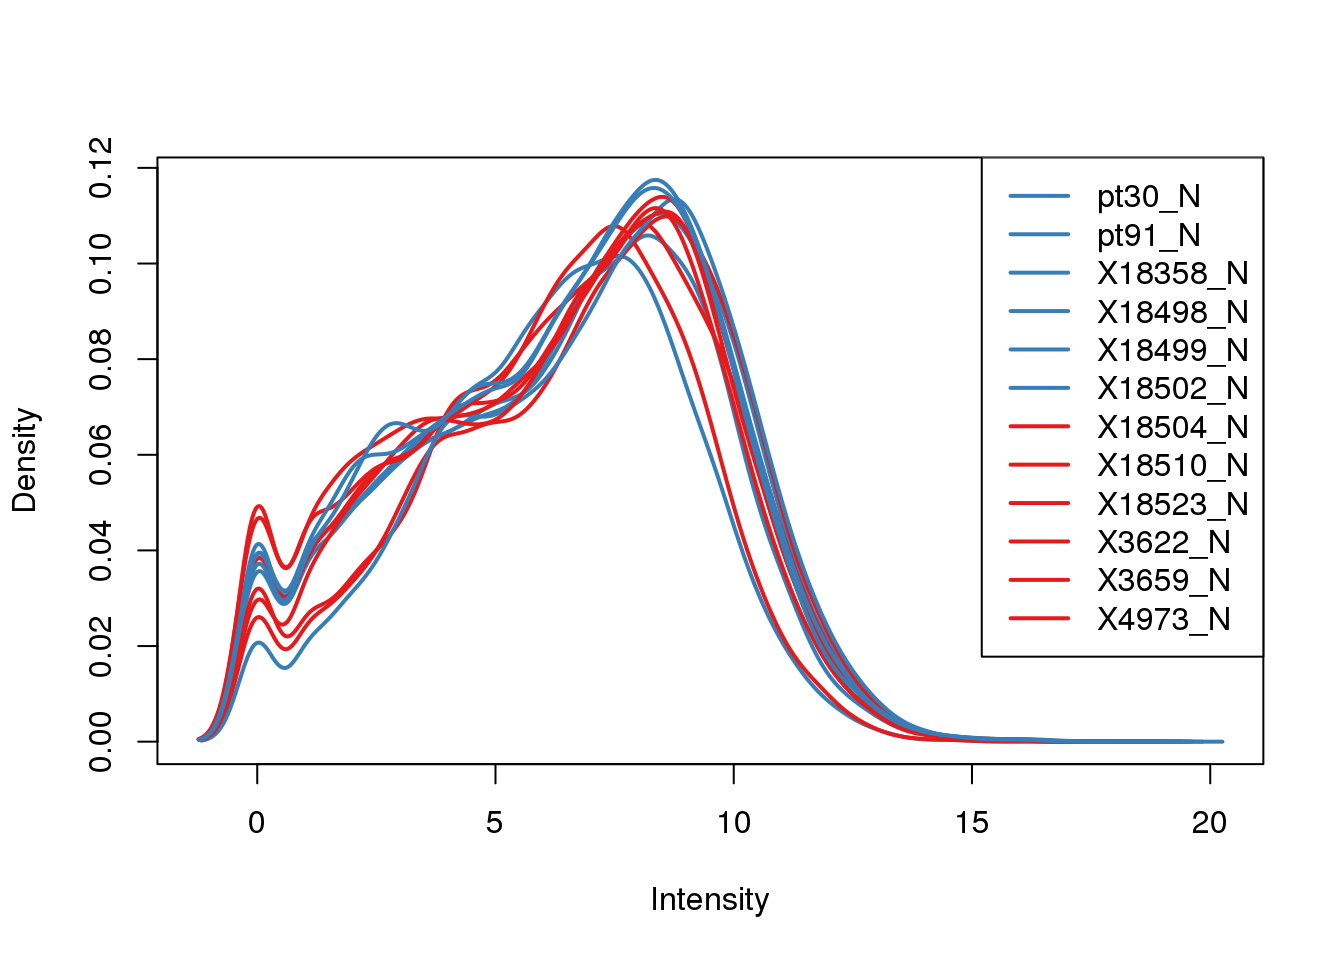 0.12
0.10
0.08
0.06
0.04
0.02
0.00
Density
0 5 10 15 20
Intensity
pt30_N
pt91_N
X18358_N
X18498_N
X18499_N
X18502_N
X18504_N
X18510_N
X18523_N
X3622_N
X3659_N
X4973_N